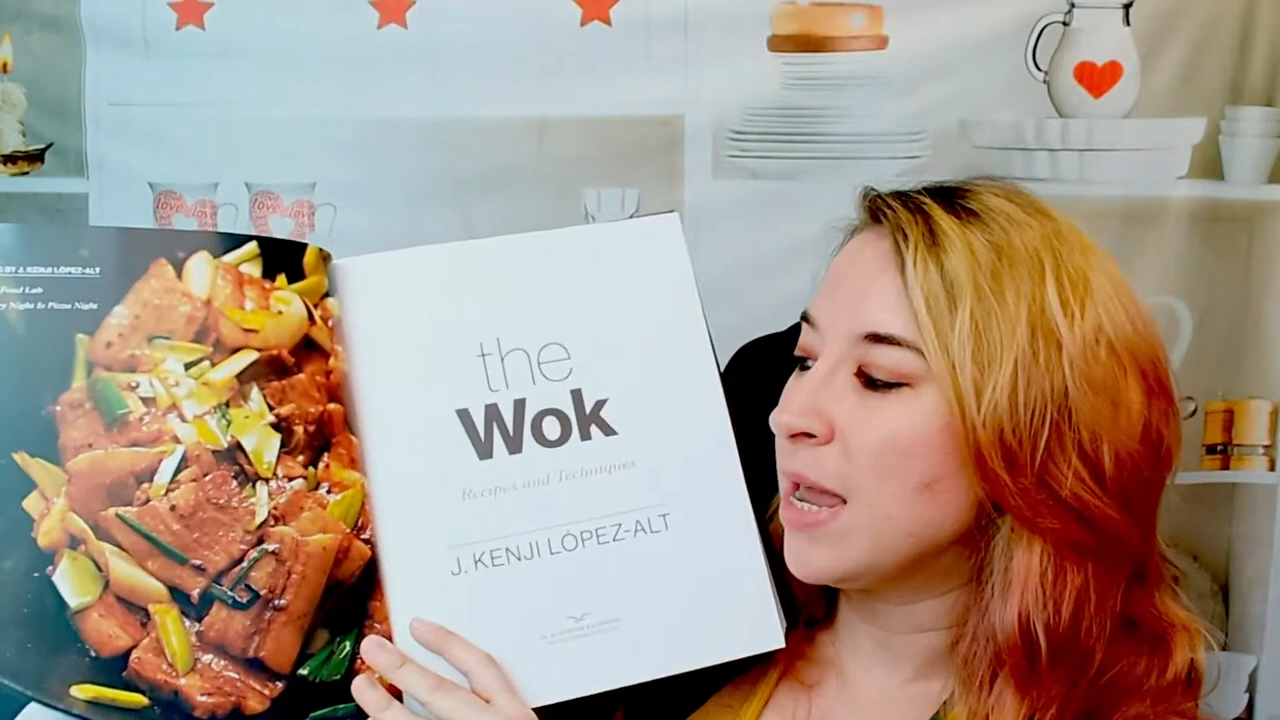 BY J. KENJI LÓPEZ-ALT
Food Lab
Night Is Pizza Night
love love
love love
the
Wok
Recipes and Techniques
J. KENJI LÓPEZ-ALT